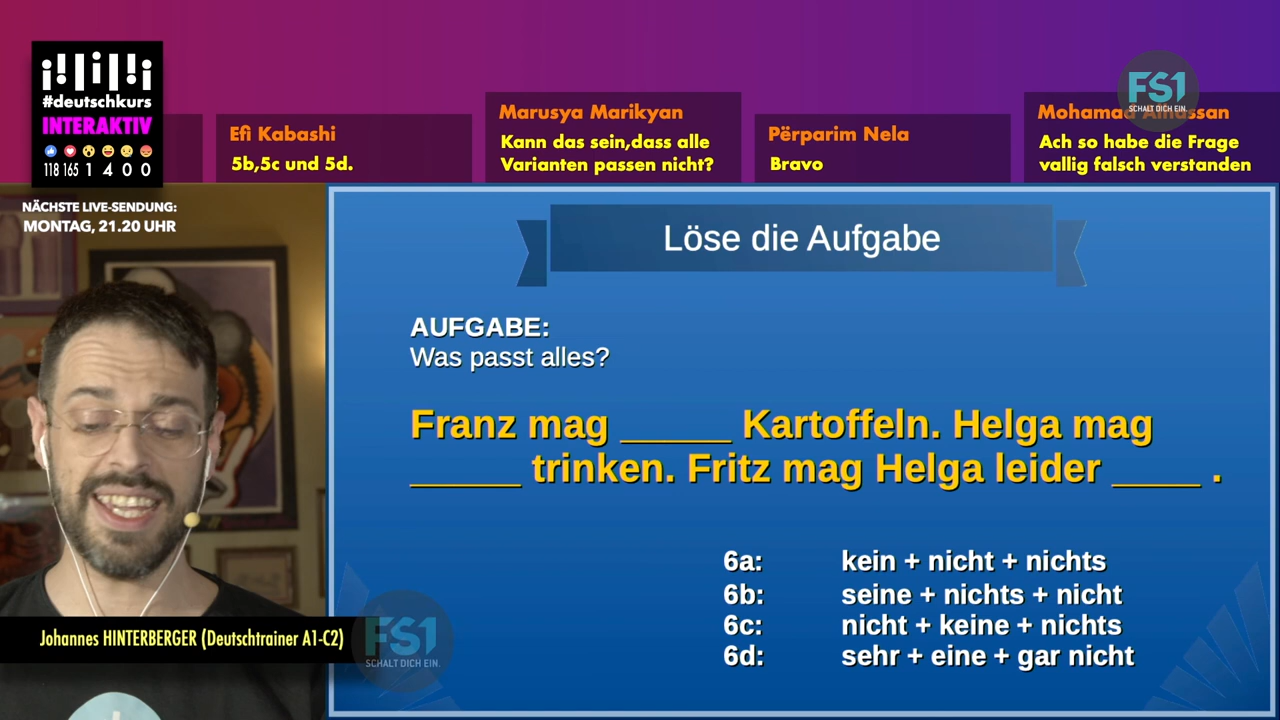 #deutschkurs
INTERAKTIV
118 165 1 4 0 0
NÄCHSTE LIVE-SENDUNG:
MONTAG, 21.20 UHR
Efi Kabashi
5b,5c und 5d.
Marusya Marikyan
Kann das sein,dass alle
Varianten passen nicht?
Përparim Nela
Bravo
Mohamad Alhassan
Ach so habe die Frage
vallig falsch verstanden
FS1
SCHALT DICH EIN.
Löse die Aufgabe
AUFGABE:
Was passt alles?
Franz mag _____ Kartoffeln. Helga mag
_____ trinken. Fritz mag Helga leider ____ .
6a: kein + nicht + nichts
6b: seine + nichts + nicht
6c: nicht + keine + nichts
6d: sehr + eine + gar nicht
Johannes HINTERBERGER (Deutschtrainer A1-C2)
FS1
SCHALT DICH EIN.